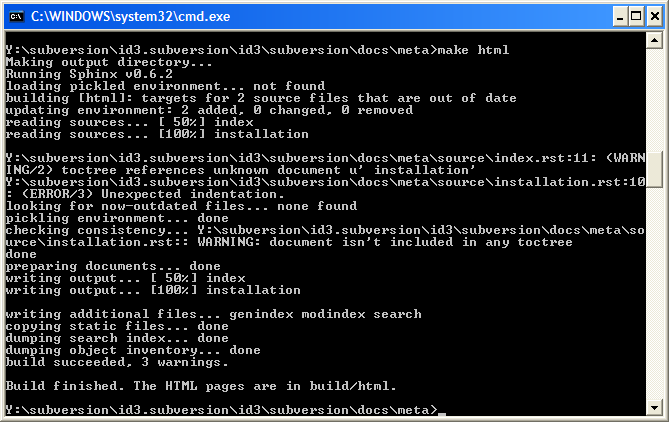 C:\WINDOWS\system32\cmd.exe
Y:\subversion\id3.subversion\id3\subversion\docs\meta>make html
Making output directory...
Running Sphinx v0.6.2
loading pickled environment... not found
building [html]: targets for 2 source files that are out of date
updating environment: 2 added, 0 changed, 0 removed
reading sources... [ 50%] index
reading sources... [100%] installation
Y:\subversion\id3.subversion\id3\subversion\docs\meta\source\index.rst:11: (WARN
ING/2) toctree references unknown document u' installation'
Y:\subversion\id3.subversion\id3\subversion\docs\meta\source\installation.rst:10
: (ERROR/3) Unexpected indentation.
looking for now-outdated files... none found
pickling environment... done
checking consistency... Y:\subversion\id3.subversion\id3\subversion\docs\meta\so
urce\installation.rst:: WARNING: document isn't included in any toctree
done
preparing documents... done
writing output... [ 50%] index
writing output... [100%] installation
writing additional files... genindex modindex search
copying static files... done
dumping search index... done
dumping object inventory... done
build succeeded, 3 warnings.
Build finished. The HTML pages are in build/html.
Y:\subversion\id3.subversion\id3\subversion\docs\meta>_